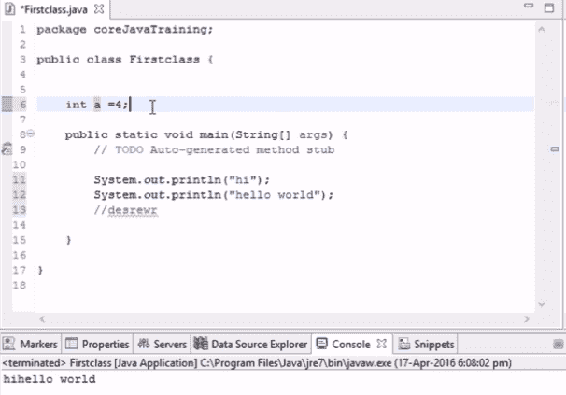 *Firstclass.java
1 package coreJavaTraining;
2
3 public class Firstclass {
4
5
6 int a =4;
7
8 public static void main(String[] args) {
9 // TODO Auto-generated method stub
10
11 System.out.println("hi");
12 System.out.println("hello world");
13 //desrewr
14
15 }
16
17 }
18
Markers Properties Servers Data Source Explorer Console Snippets
<terminated> Firstclass [Java Application] C:\Program Files\Java\jre7\bin\javaw.exe (17-Apr-2016 6:08:02 pm)
hihello world